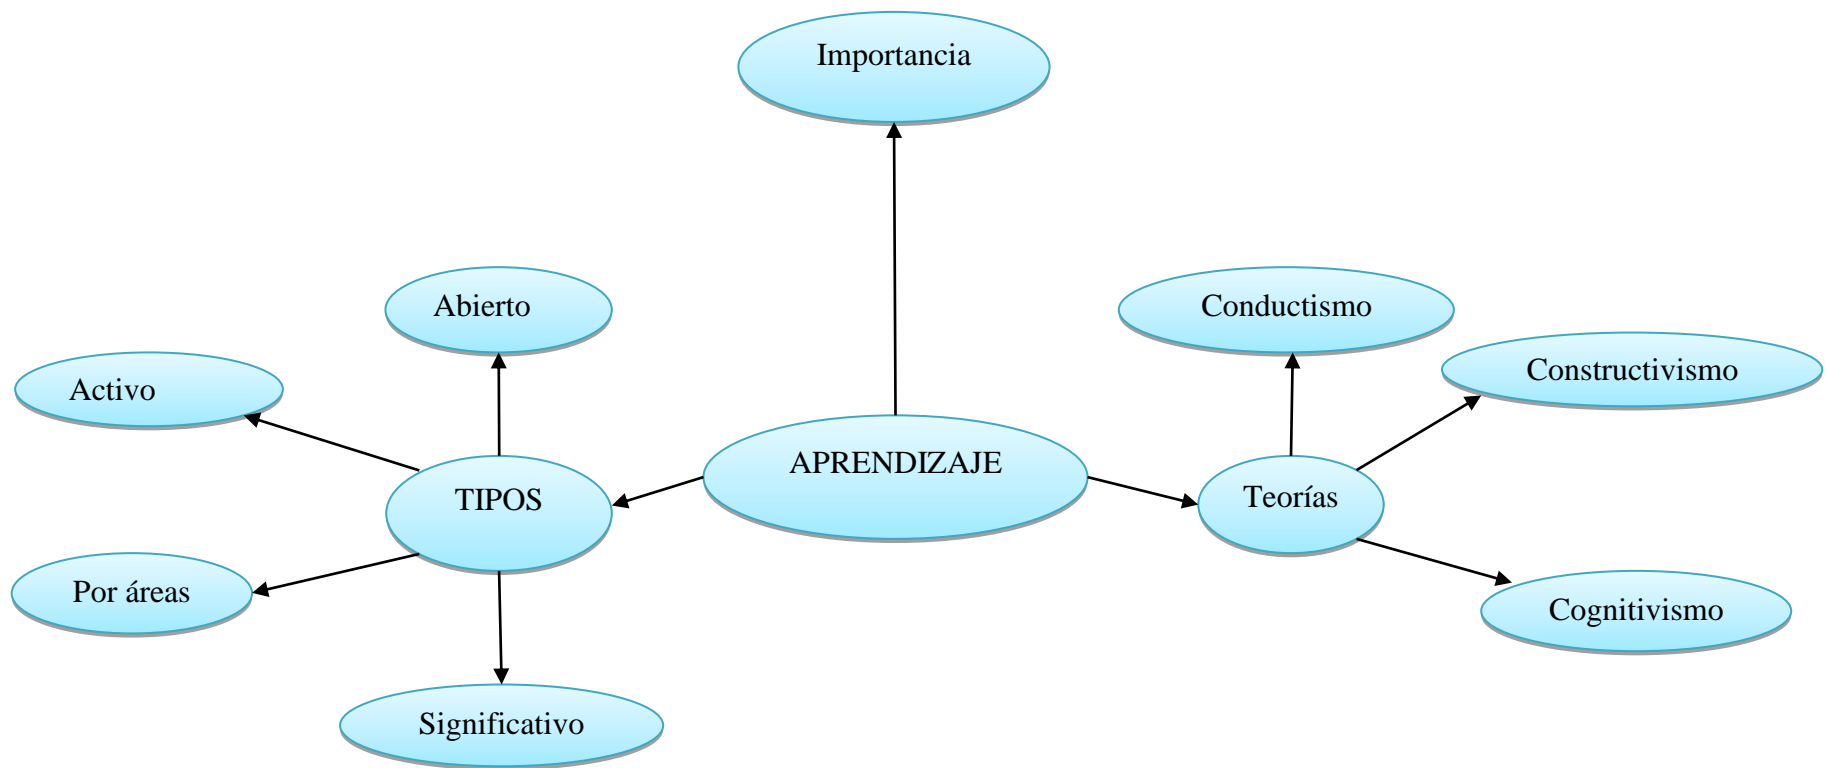 Importancia
Abierto
Conductismo
Activo
Constructivismo
APRENDIZAJE
TIPOS
Teorías
Por áreas
Cognitivismo
Significativo